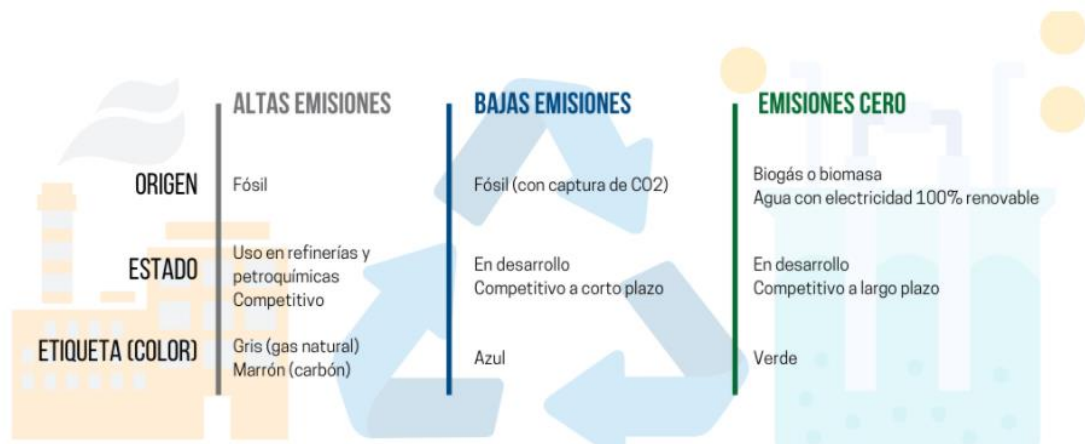 ALTAS EMISIONES
BAJAS EMISIONES
EMISIONES CERO
ORIGEN
Fósil
Fósil (con captura de CO2)
Biogás o biomasa
Agua con electricidad 100% renovable
ESTADO
Uso en refinerías y
petroquímicas
Competitivo
En desarrollo
Competitivo a corto plazo
En desarrollo
Competitivo a largo plazo
ETIQUETA (COLOR)
Gris (gas natural)
Marrón (carbón)
Azul
Verde